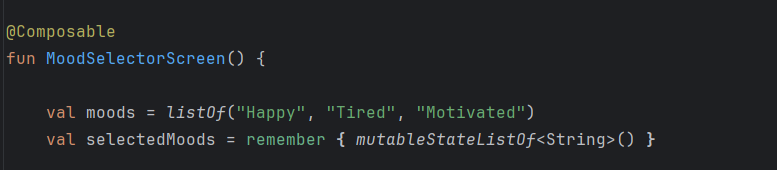 @Composable
fun MoodSelectorScreen() {
val moods = listOf("Happy", "Tired", "Motivated")
val selectedMoods = remember { mutableStateListOf<String>() }